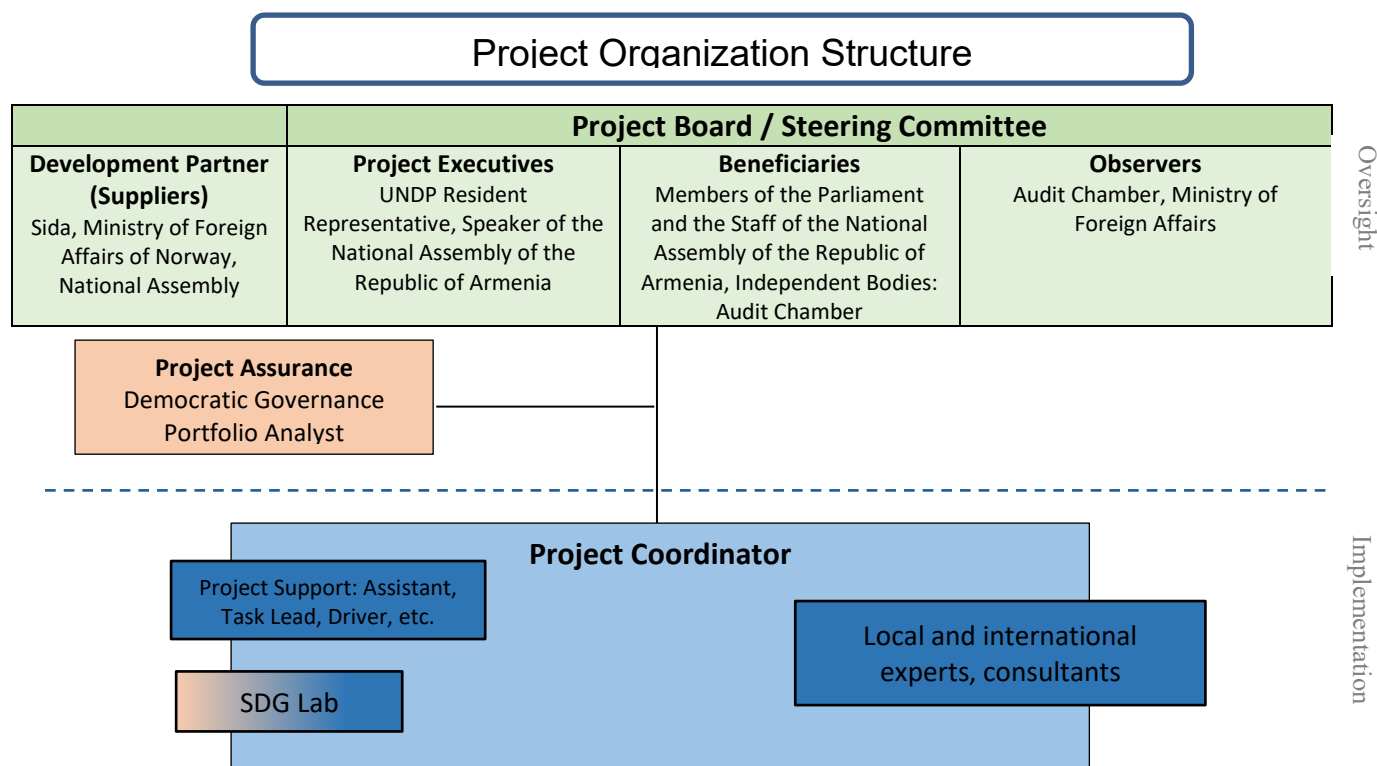 Project Organization Structure
Project Board / Steering Committee
Development Partner
(Suppliers)
Sida, Ministry of Foreign
Affairs of Norway,
National Assembly
Project Executives
UNDP Resident
Representative, Speaker of the
National Assembly of the
Republic of Armenia
Beneficiaries
Members of the Parliament
and the Staff of the National
Assembly of the Republic of
Armenia, Independent Bodies:
Audit Chamber
Observers
Audit Chamber, Ministry of
Foreign Affairs
Oversight
Project Assurance
Democratic Governance
Portfolio Analyst
Project Coordinator
Project Support: Assistant,
Task Lead, Driver, etc.
SDG Lab
Local and international
experts, consultants
Implementation